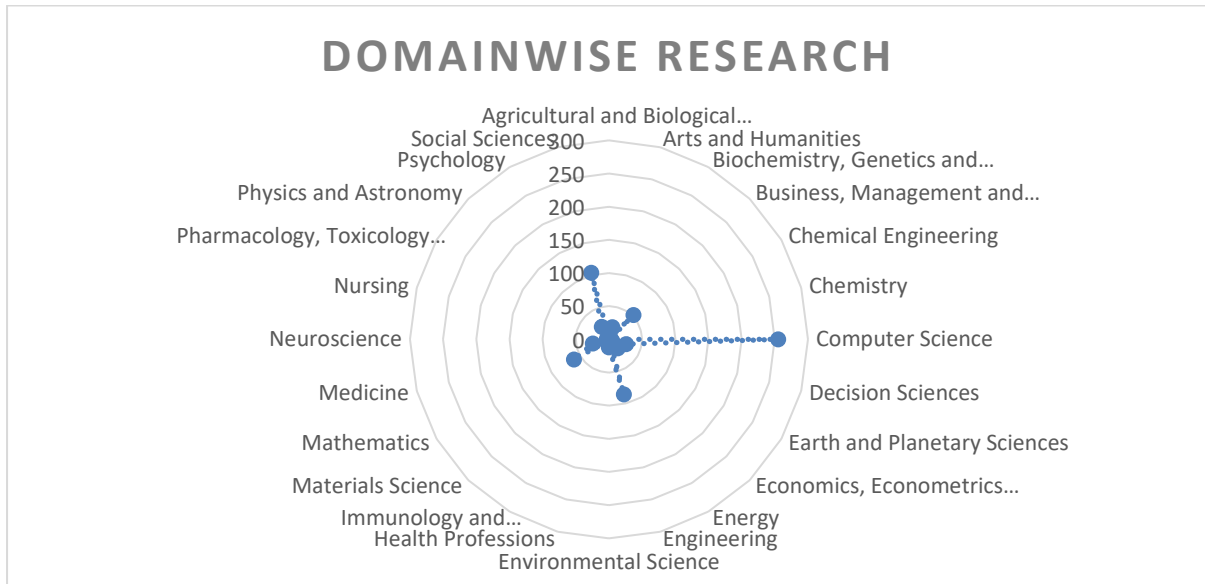 DOMAINWISE RESEARCH
Agricultural and Biological...
Arts and Humanities
Biochemistry, Genetics and...
Business, Management and...
Chemical Engineering
Chemistry
Computer Science
Decision Sciences
Earth and Planetary Sciences
Economics, Econometrics...
Energy
Engineering
Environmental Science
Health Professions
Immunology and...
Materials Science
Mathematics
Medicine
Neuroscience
Nursing
Pharmacology, Toxicology...
Physics and Astronomy
Psychology
Social Sciences
300
250
200
150
100
50
0